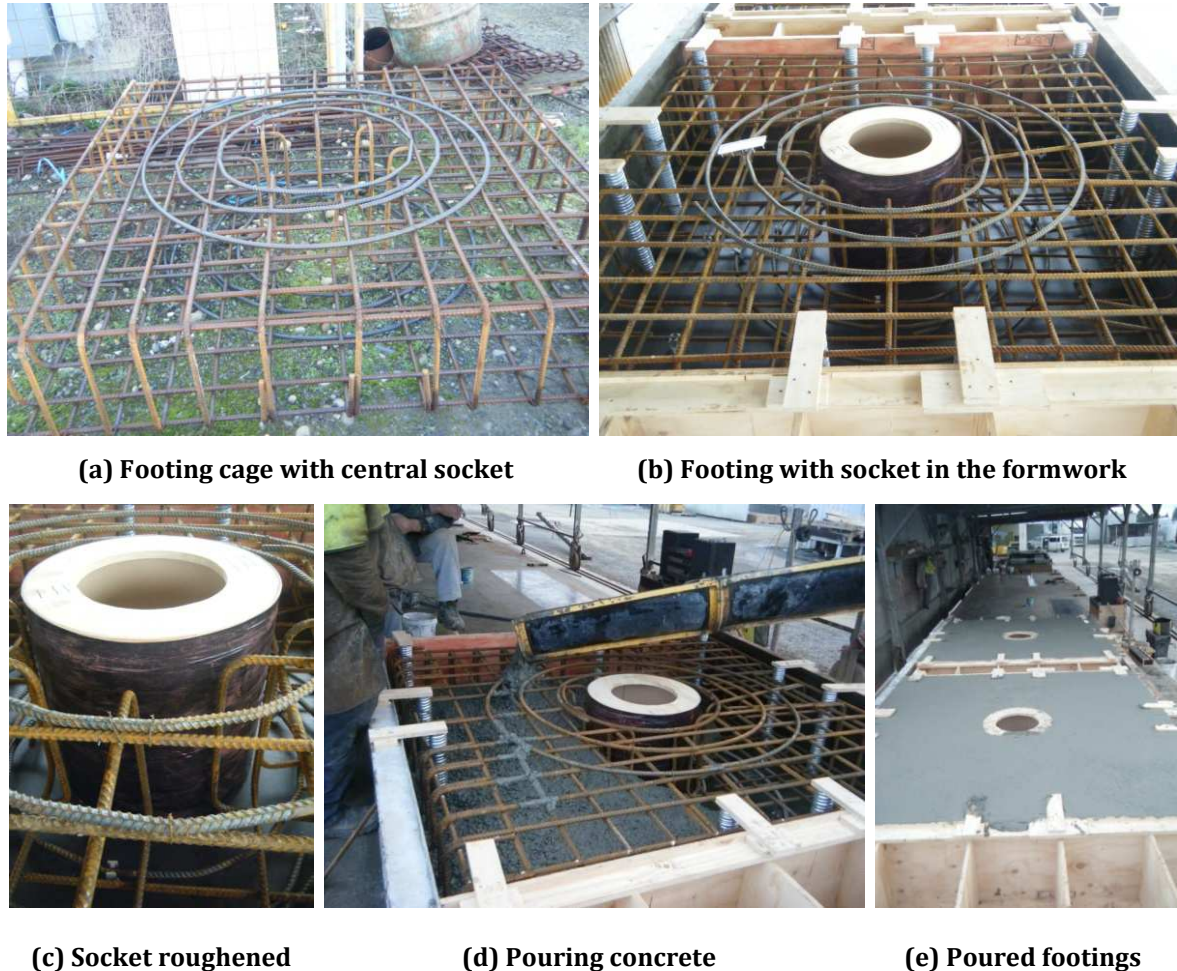 (a) Footing cage with central socket
(b) Footing with socket in the formwork
(c) Socket roughened
(d) Pouring concrete
(e) Poured footings